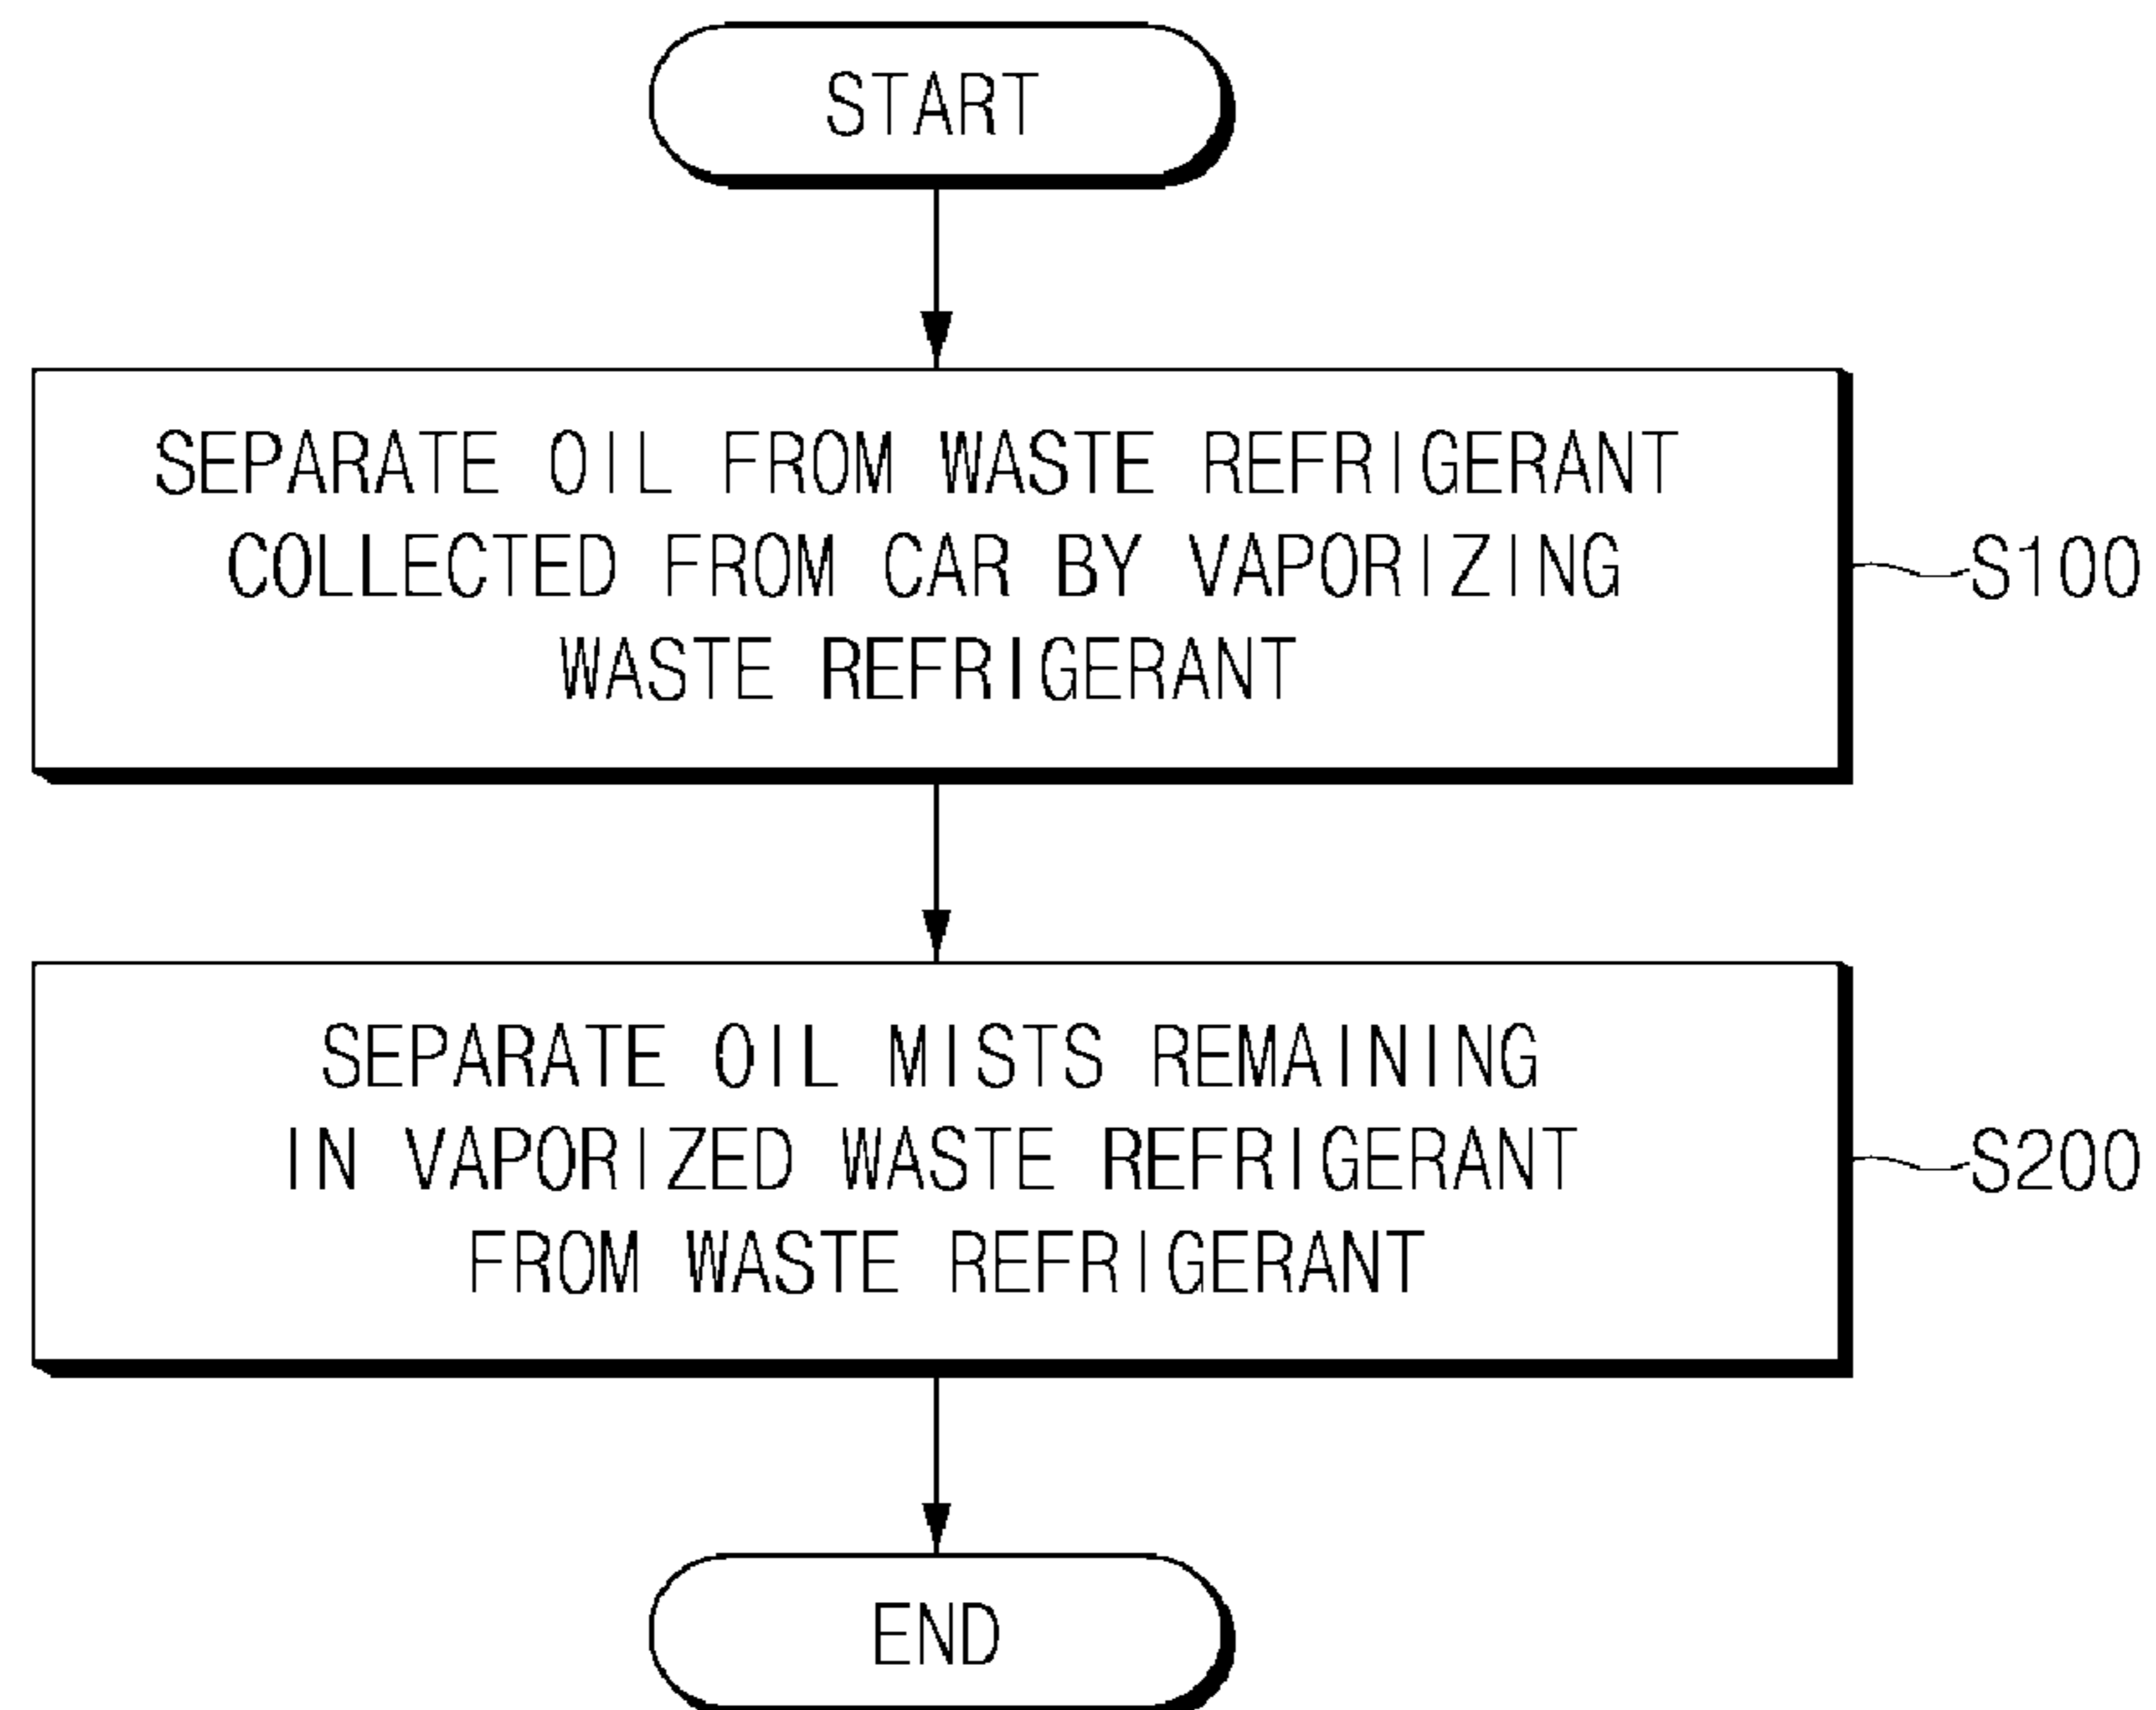 START
SEPARATE OIL FROM WASTE REFRIGERANT
COLLECTED FROM CAR BY VAPORIZING
WASTE REFRIGERANT
S100
SEPARATE OIL MISTS REMAINING
IN VAPORIZED WASTE REFRIGERANT
FROM WASTE REFRIGERANT
S200
END